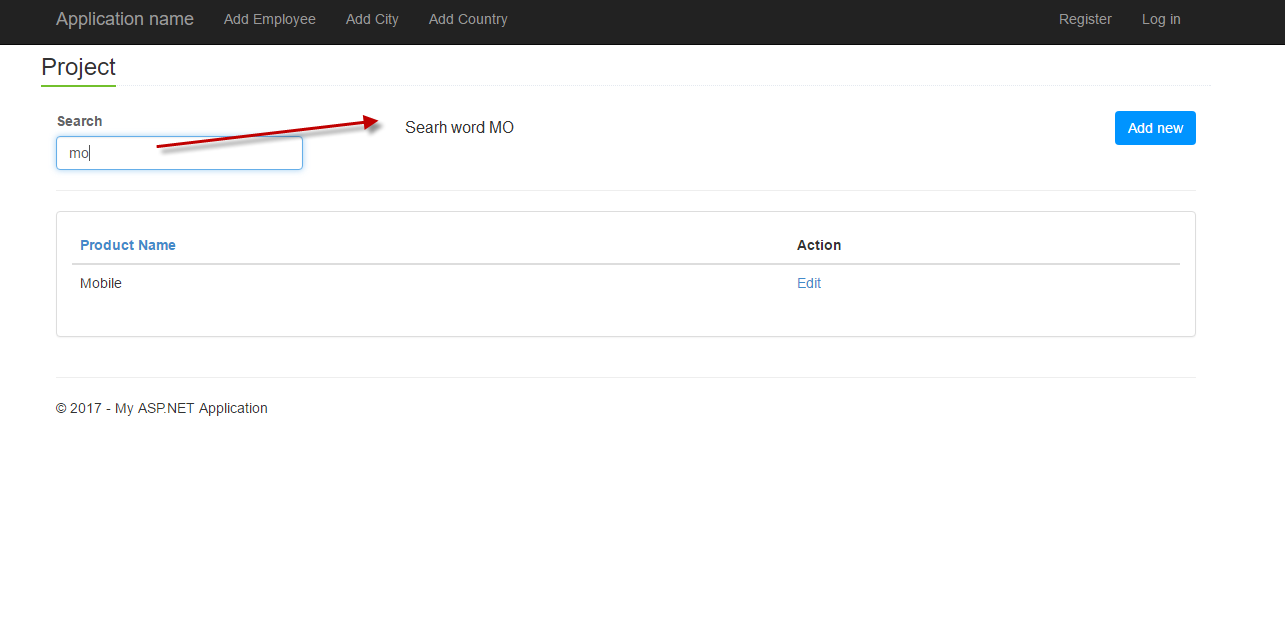 Application name Add Employee Add City Add Country Register Log in
Project
Search
Searh word MO
Add new
mo
Product Name Action
Mobile Edit
© 2017 - My ASP.NET Application